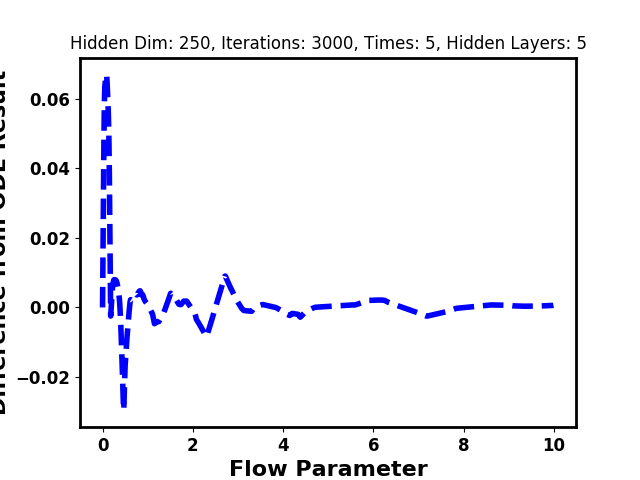 Hidden Dim: 250, Iterations: 3000, Times: 5, Hidden Layers: 5
Difference from ODE Result
0.06
0.04
0.02
0.00
−0.02
0 2 4 6 8 10
Flow Parameter